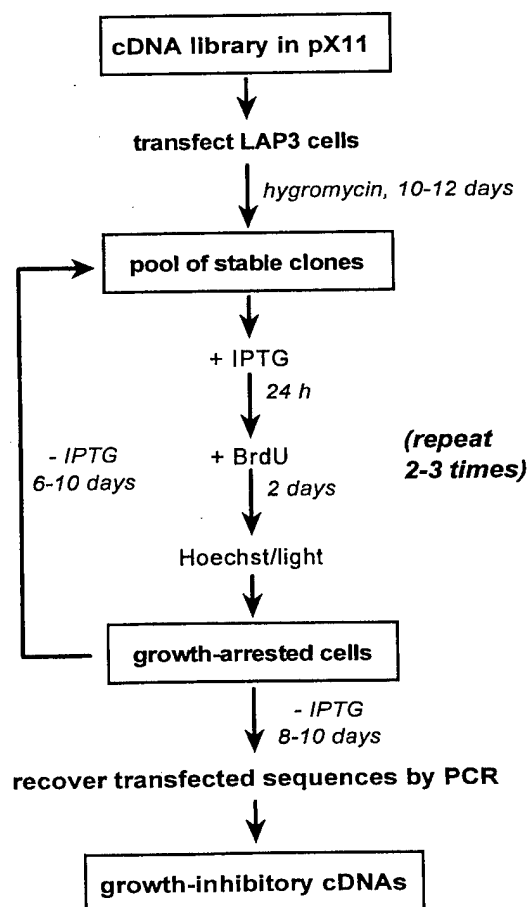 cDNA library in pX11
transfect LAP3 cells
hygromycin, 10-12 days
pool of stable clones
+ IPTG
24 h
+ BrdU
2 days
(repeat
2-3 times)
- IPTG
6-10 days
Hoechst/light
growth-arrested cells
- IPTG
8-10 days
recover transfected sequences by PCR
growth-inhibitory cDNAs